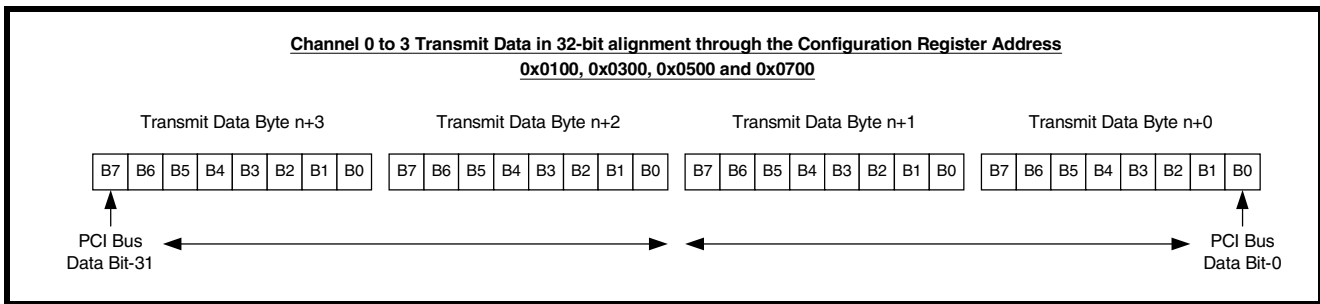 Channel 0 to 3 Transmit Data in 32-bit alignment through the Configuration Register Address
0x0100, 0x0300, 0x0500 and 0x0700
Transmit Data Byte n+3 Transmit Data Byte n+2 Transmit Data Byte n+1 Transmit Data Byte n+0
B7 B6 B5 B4 B3 B2 B1 B0 B7 B6 B5 B4 B3 B2 B1 B0 B7 B6 B5 B4 B3 B2 B1 B0 B7 B6 B5 B4 B3 B2 B1 B0
PCI Bus PCI Bus
Data Bit-31 Data Bit-0